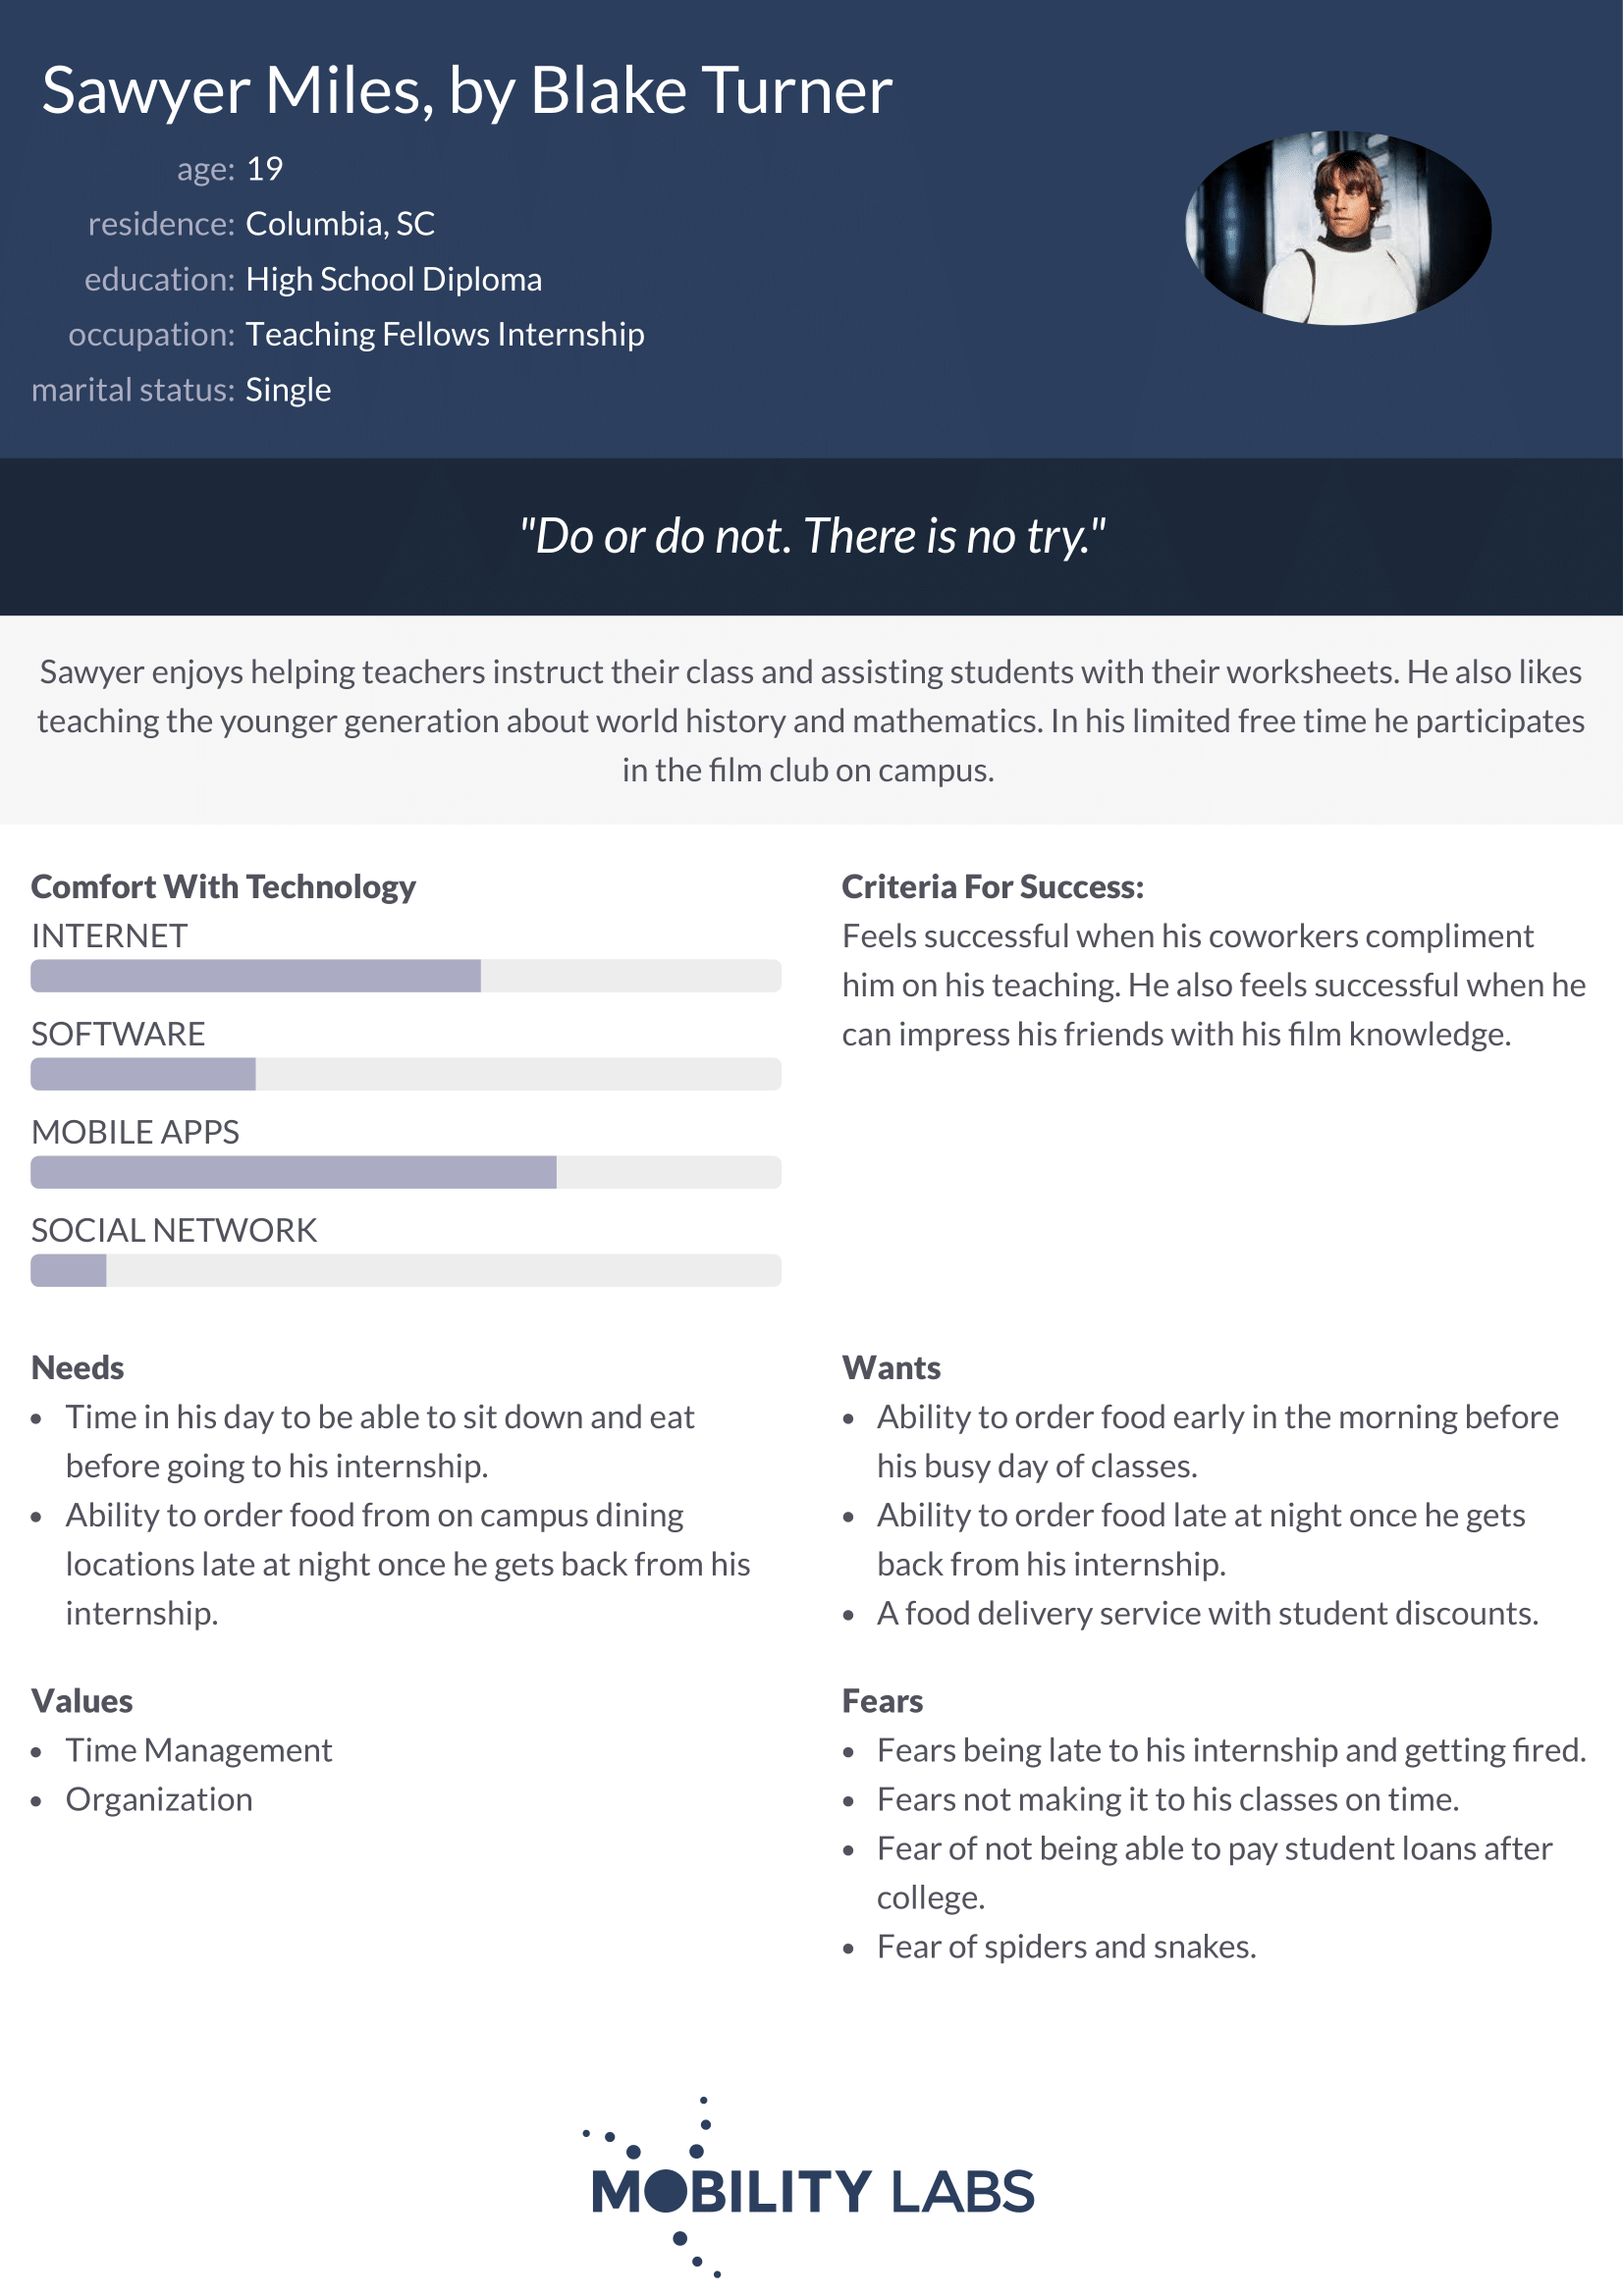 Sawyer Miles, by Blake Turner
age: 19
residence: Columbia, SC
education: High School Diploma
occupation: Teaching Fellows Internship
marital status: Single
"Do or do not. There is no try."
Sawyer enjoys helping teachers instruct their class and assisting students with their worksheets. He also likes
teaching the younger generation about world history and mathematics. In his limited free time he participates
in the film club on campus.
Comfort With Technology
INTERNET
SOFTWARE
MOBILE APPS
SOCIAL NETWORK
Criteria For Success:
Feels successful when his coworkers compliment
him on his teaching. He also feels successful when he
can impress his friends with his film knowledge.
Needs
• Time in his day to be able to sit down and eat
before going to his internship.
• Ability to order food from on campus dining
locations late at night once he gets back from his
internship.
Wants
• Ability to order food early in the morning before
his busy day of classes.
• Ability to order food late at night once he gets
back from his internship.
• A food delivery service with student discounts.
Values
• Time Management
• Organization
Fears
• Fears being late to his internship and getting fired.
• Fears not making it to his classes on time.
• Fear of not being able to pay student loans after
college.
• Fear of spiders and snakes.
MOBILITY LABS